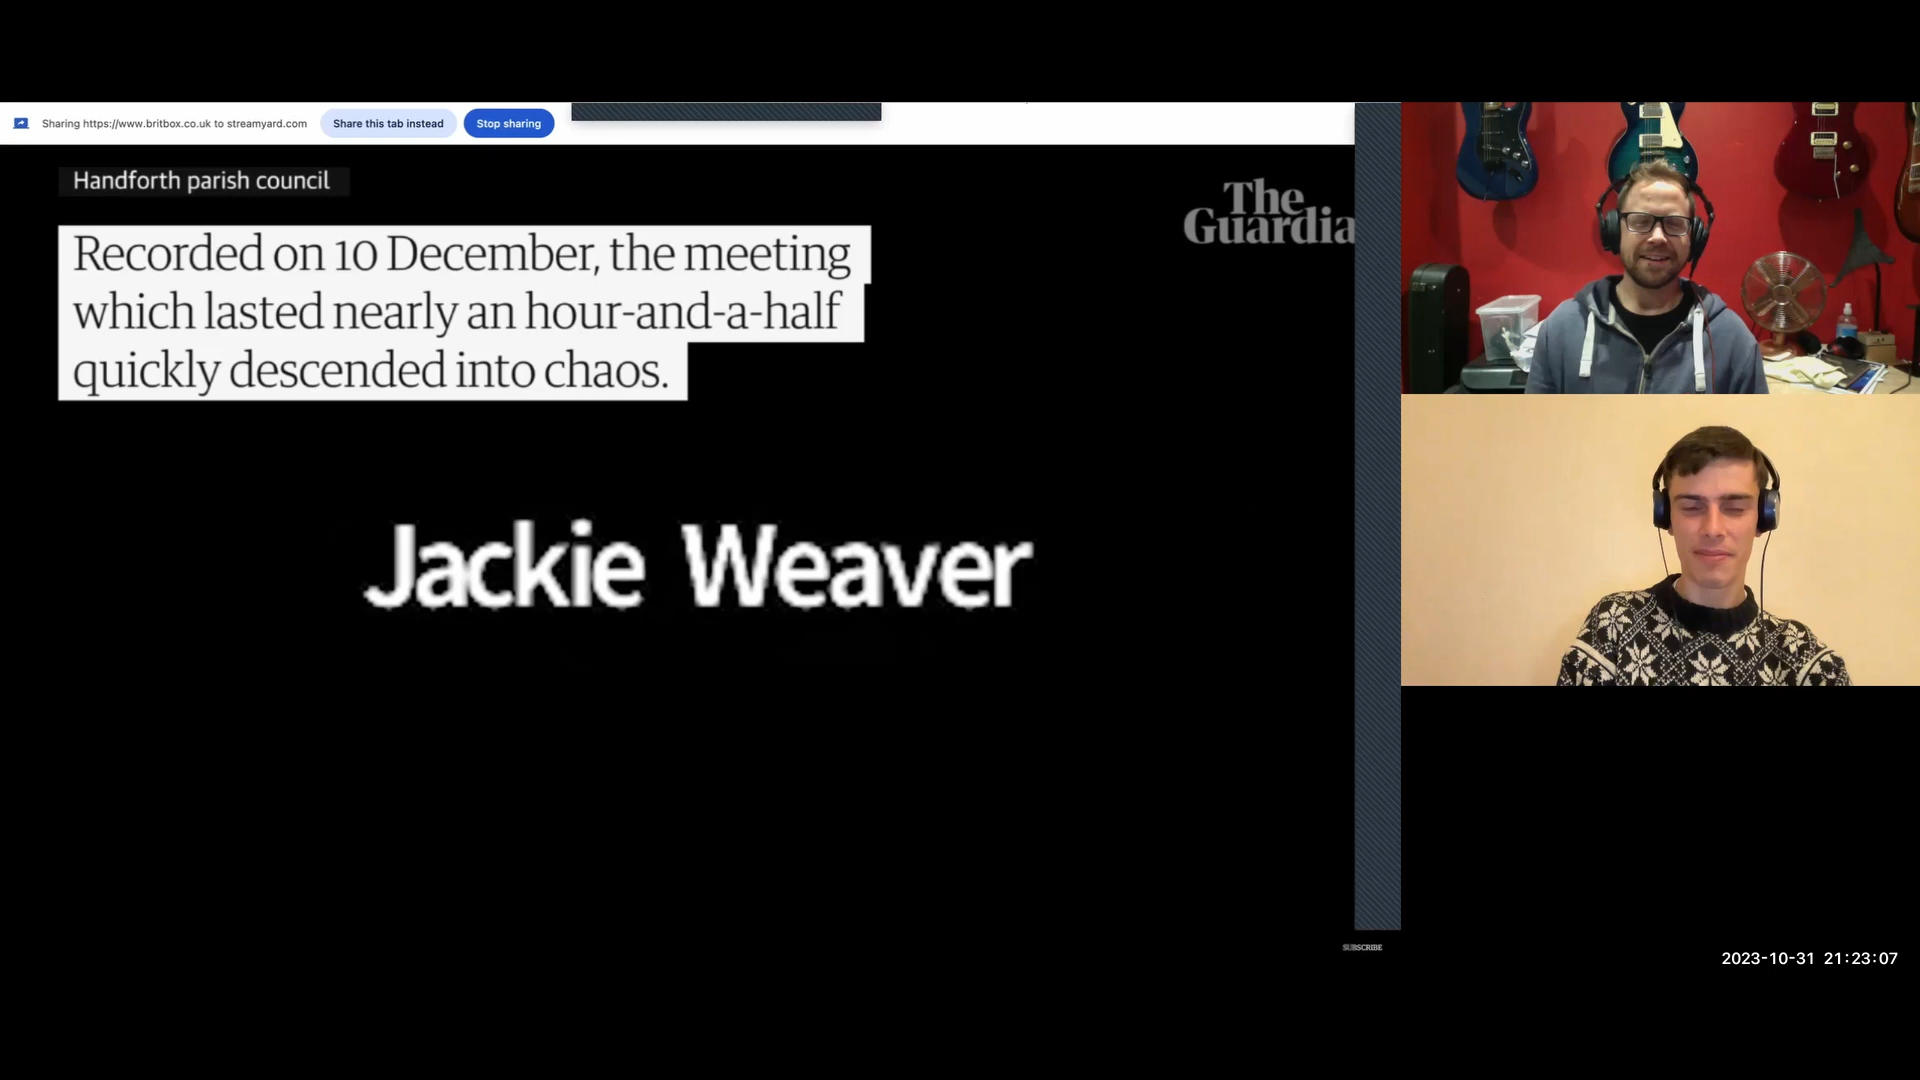 Sharing https://www.britbox.co.uk to streamyard.com
Share this tab instead
Stop sharing
Handforth parish council
The
Guardia
Recorded on 10 December, the meeting
which lasted nearly an hour-and-a-half
quickly descended into chaos.
Jackie Weaver
SUBSCRIBE
2023-10-31 21:23:07